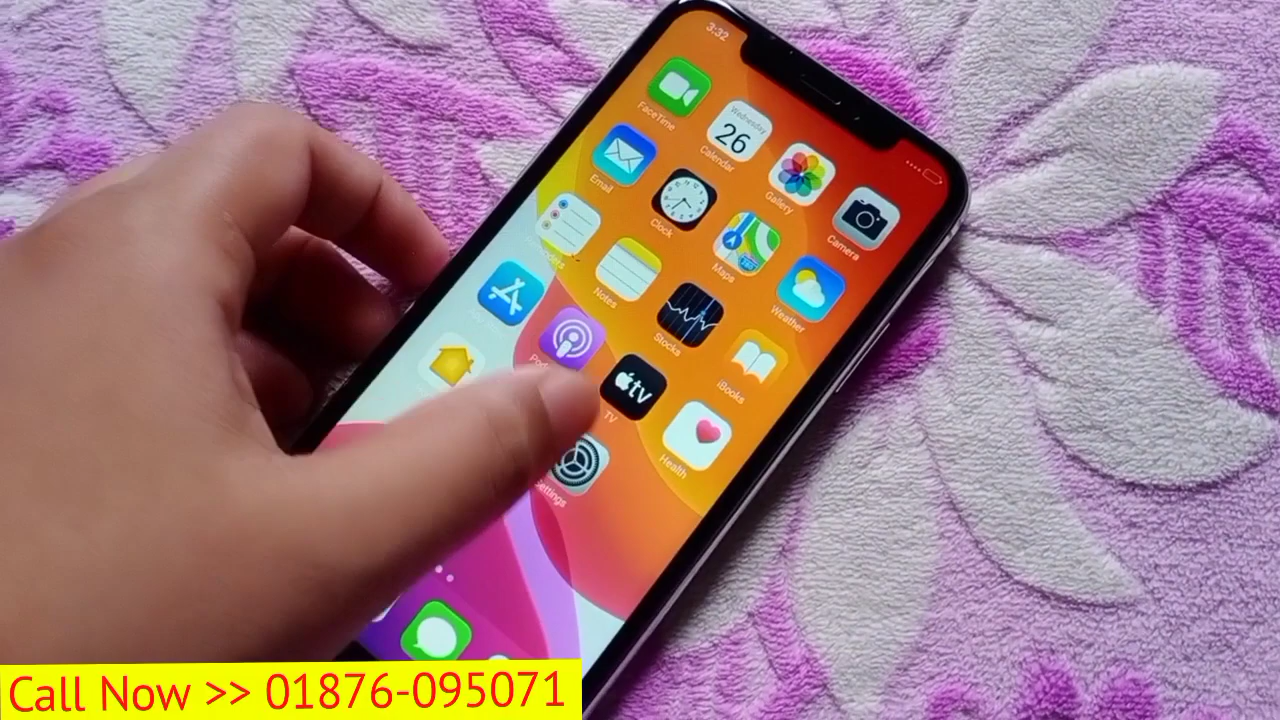 3:32
FaceTime
Wednesday
26
Calendar
Gallery
Camera
Email
Clock
Maps
Weather
Notes
Stocks
iBooks
tv
TV
Health
Settings
Call Now >> 01876-095071